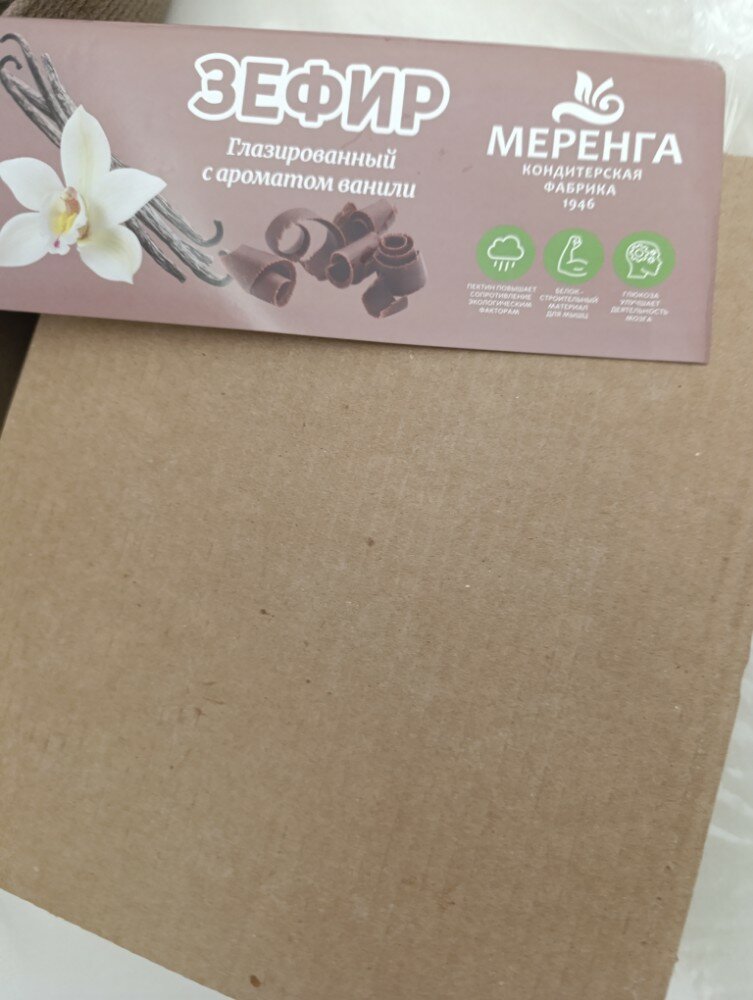 ЗЕФИР
Глазированный
с ароматом ванили
МЕРЕНГА
КОНДИТЕРСКАЯ
ФАБРИКА
1946
ПЕКТИН ПОВЫШАЕТ
СОПРОТИВЛЕНИЕ
ЭКОЛОГИЧЕСКИМ
ФАКТОРАМ
БЕЛОК-
СТРОИТЕЛЬНЫЙ
МАТЕРИАЛ
ДЛЯ МЫШЦ
ГЛЮКОЗА
УЛУЧШАЕТ
ДЕЯТЕЛЬНОСТЬ
МОЗГА